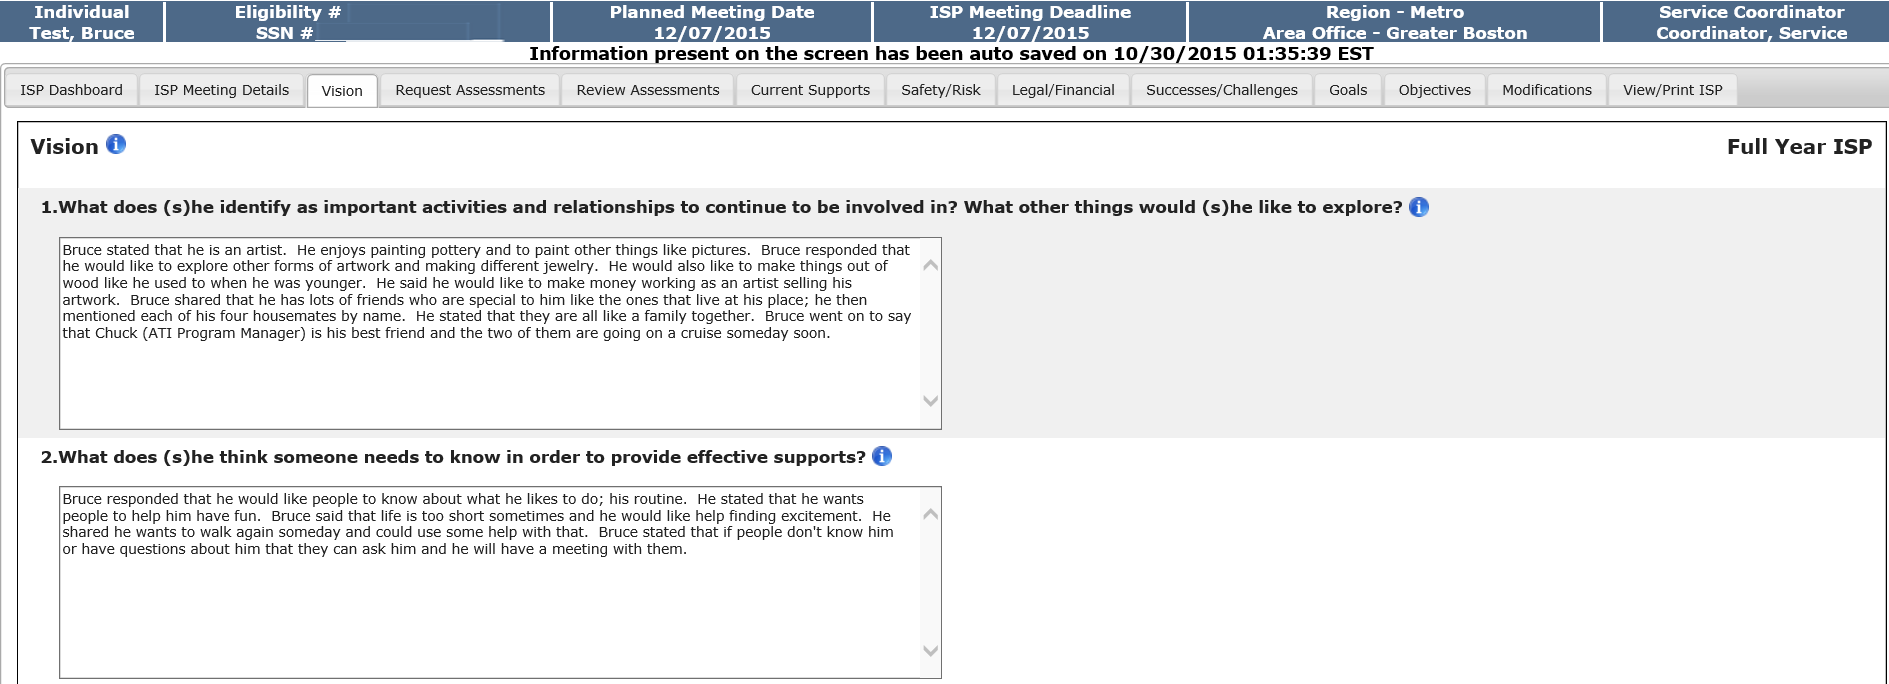 Individual
Test, Bruce
Eligibility #
SSN #
Planned Meeting Date
12/07/2015
ISP Meeting Deadline
12/07/2015
Region - Metro
Area Office - Greater Boston
Service Coordinator
Coordinator, Service
Information present on the screen has been auto saved on 10/30/2015 01:35:39 EST
ISP Dashboard ISP Meeting Details Vision Request Assessments Review Assessments Current Supports Safety/Risk Legal/Financial Successes/Challenges Goals Objectives Modifications View/Print ISP
Vision i Full Year ISP
1.What does (s)he identify as important activities and relationships to continue to be involved in? What other things would (s)he like to explore? i
Bruce stated that he is an artist.  He enjoys painting pottery and to paint other things like pictures.  Bruce responded that
he would like to explore other forms of artwork and making different jewelry.  He would also like to make things out of
wood like he used to when he was younger.  He said he would like to make money working as an artist selling his
artwork.  Bruce shared that he has lots of friends who are special to him like the ones that live at his place; he then
mentioned each of his four housemates by name.  He stated that they are all like a family together.  Bruce went on to say
that Chuck (ATI Program Manager) is his best friend and the two of them are going on a cruise someday soon.
2.What does (s)he think someone needs to know in order to provide effective supports? i
Bruce responded that he would like people to know about what he likes to do; his routine.  He stated that he wants
people to help him have fun.  Bruce said that life is too short sometimes and he would like help finding excitement.  He
shared he wants to walk again someday and could use some help with that.  Bruce stated that if people don't know him
or have questions about him that they can ask him and he will have a meeting with them.